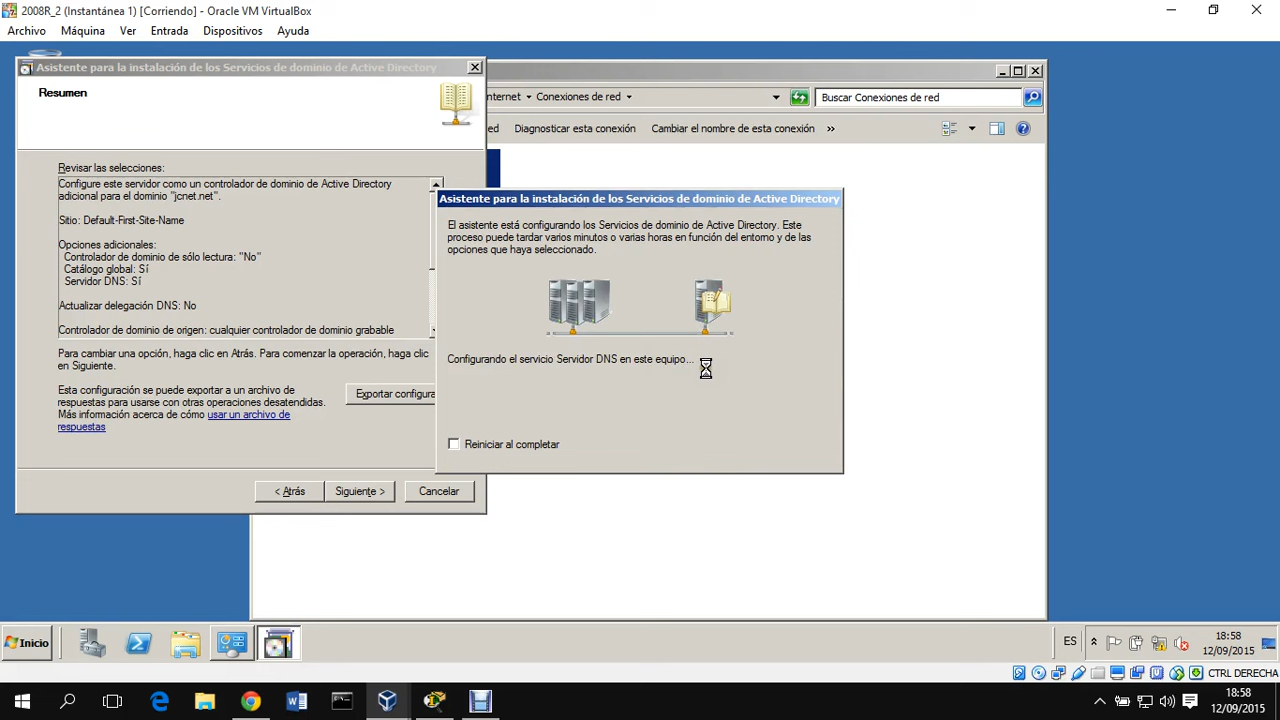 2008R_2 (Instantánea 1) [Corriendo] - Oracle VM VirtualBox
Archivo Máquina Ver Entrada Dispositivos Ayuda
Asistente para la instalación de los Servicios de dominio de Active Directory
Resumen
nternet Conexiones de red Buscar Conexiones de red
ed Diagnosticar esta conexión Cambiar el nombre de esta conexión »
Revisar las selecciones:
Configure este servidor como un controlador de dominio de Active Directory
adicional para el dominio "jcnet.net".
Sitio: Default-First-Site-Name
Opciones adicionales:
Controlador de dominio de sólo lectura: "No"
Catálogo global: Sí
Servidor DNS: Sí
Actualizar delegación DNS: No
Controlador de dominio de origen: cualquier controlador de dominio grabable
Para cambiar una opción, haga clic en Atrás. Para comenzar la operación, haga clic
en Siguiente.
Esta configuración se puede exportar a un archivo de
respuestas para usarse con otras operaciones desatendidas.
Más información acerca de cómo usar un archivo de
respuestas
Exportar configura
< Atrás Siguiente > Cancelar
Asistente para la instalación de los Servicios de dominio de Active Directory
El asistente está configurando los Servicios de dominio de Active Directory. Este
proceso puede tardar varios minutos o varias horas en función del entorno y de las
opciones que haya seleccionado.
Configurando el servicio Servidor DNS en este equipo...
Reiniciar al completar
Inicio
ES
18:58
12/09/2015
CTRL DERECHA
18:58
12/09/2015